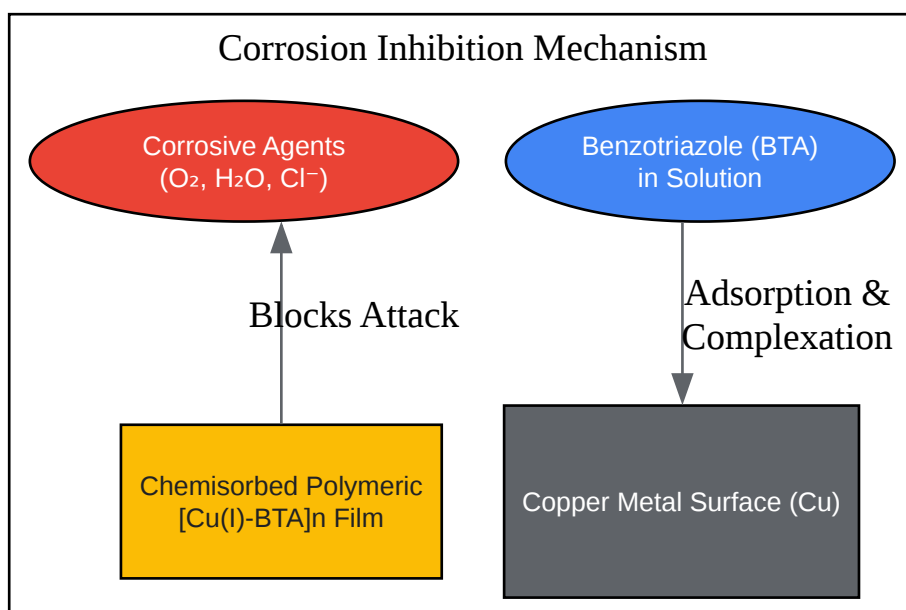 Corrosion Inhibition Mechanism
Corrosive Agents
(O₂, H₂O, Cl⁻)
Benzotriazole (BTA)
in Solution
Blocks Attack
Adsorption &
Complexation
Chemisorbed Polymeric
[Cu(I)-BTA]n Film
Copper Metal Surface (Cu)